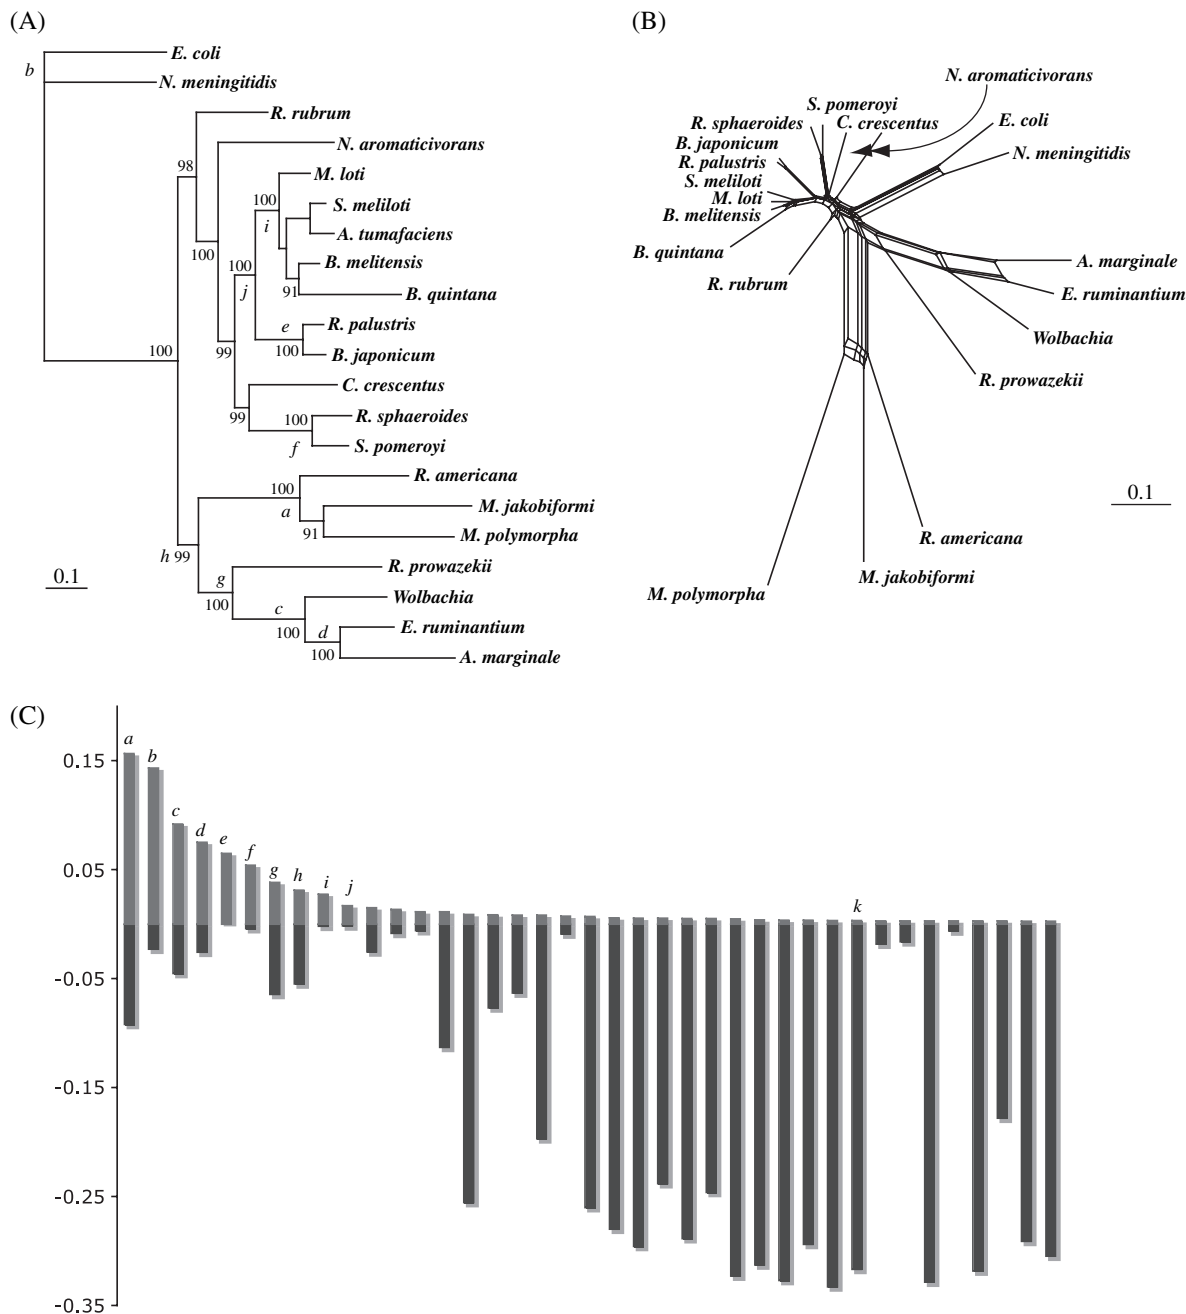 (A)
E. coli
b
N. meningitidis
R. rubrum
98
N. aromaticivorans
M. loti
100
i
S. meliloti
A. tumafaciens
100
100
j
B. melitensis
91
B. quintana
e
R. palustris
100
B. japonicum
99
100
C. crescentus
99
100
R. sphaeroides
f
S. pomeroyi
R. americana
100
a
M. jakobiformi
91
M. polymorpha
h 99
0.1
g
R. prowazekii
100
c
Wolbachia
100
d
E. ruminantium
100
A. marginale
(B)
N. aromaticivorans
S. pomeroyi
R. sphaeroides
C. crescentus
E. coli
B. japonicum
N. meningitidis
R. palustris
S. meliloti
M. loti
B. melitensis
B. quintana
R. rubrum
A. marginale
E. ruminantium
Wolbachia
R. prowazekii
0.1
R. americana
M. jakobiformi
M. polymorpha
(C)
a
b
c
d
e
f
g
h
i
j
k
0.15
0.05
-0.05
-0.15
-0.25
-0.35